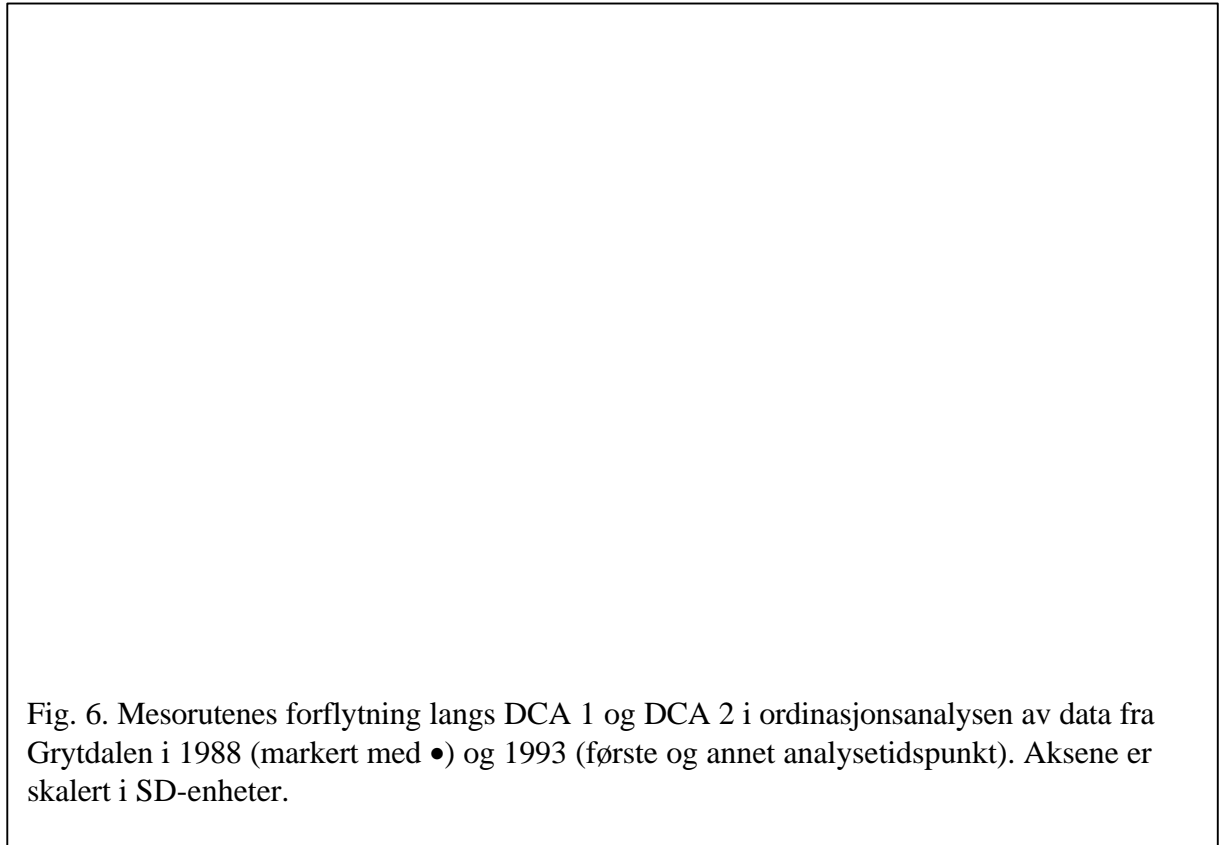 Fig. 6. Mesorutenes forflytning langs DCA 1 og DCA 2 i ordinasjonsanalysen av data fra
Grytdalen i 1988 (markert med •) og 1993 (første og annet analysetidspunkt). Aksene er
skalert i SD-enheter.